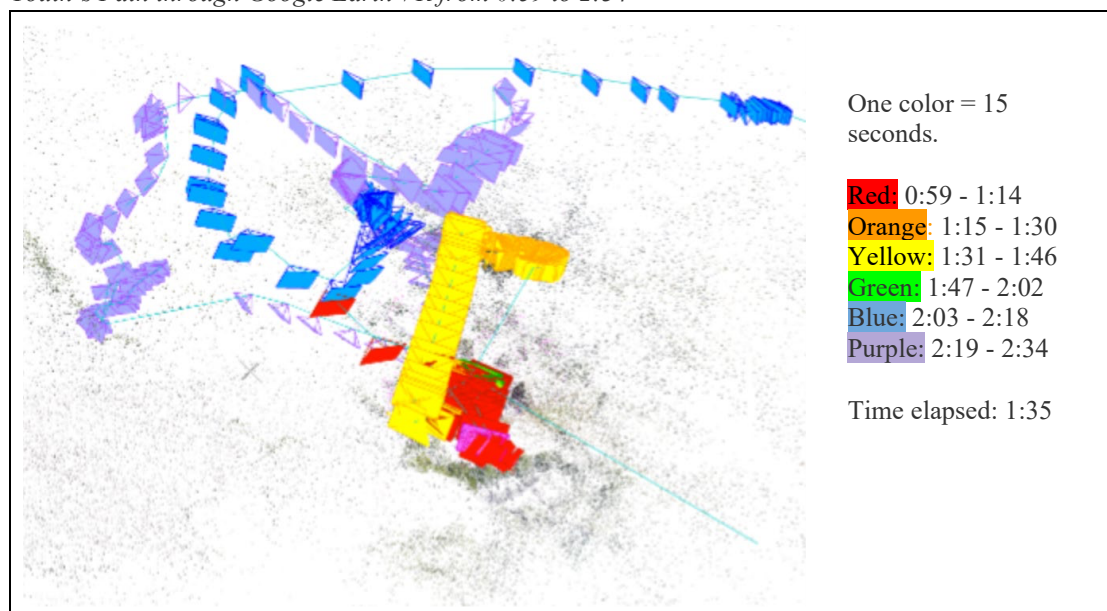 One color = 15
seconds.
Red: 0:59 - 1:14
Orange: 1:15 - 1:30
Yellow: 1:31 - 1:46
Green: 1:47 - 2:02
Blue: 2:03 - 2:18
Purple: 2:19 - 2:34
Time elapsed: 1:35